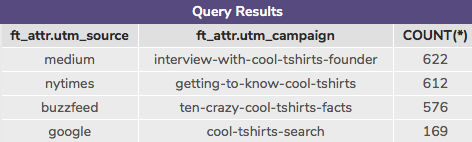 Query Results
ft_attr.utm_source ft_attr.utm_campaign COUNT(*)
medium interview-with-cool-tshirts-founder 622
nytimes getting-to-know-cool-tshirts 612
buzzfeed ten-crazy-cool-tshirts-facts 576
google cool-tshirts-search 169